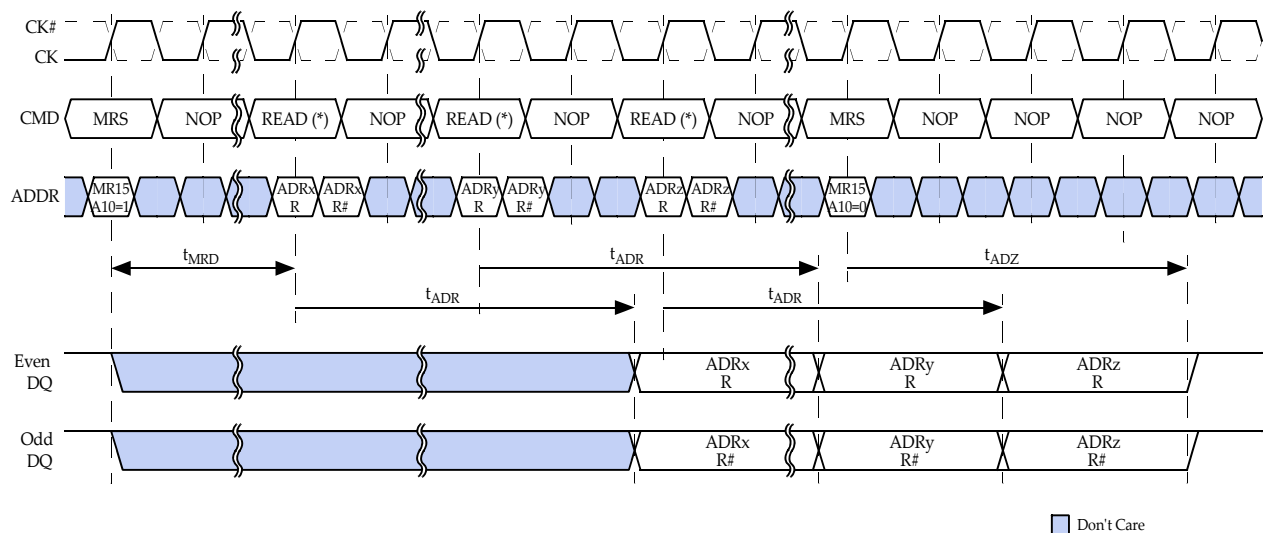 CK#
CK
CMD MRS NOP READ (*) NOP READ (*) NOP READ (*) NOP MRS NOP NOP NOP NOP
ADDR MR15 A10=1 ADRx R ADRx R# ADRy R ADRy R# ADRz R ADRz R# MR15 A10=0
tMRD tADR tADZ
tADR tADR
Even DQ ADRx R ADRy R ADRz R
Odd DQ ADRx R# ADRy R# ADRz R#
Don't Care